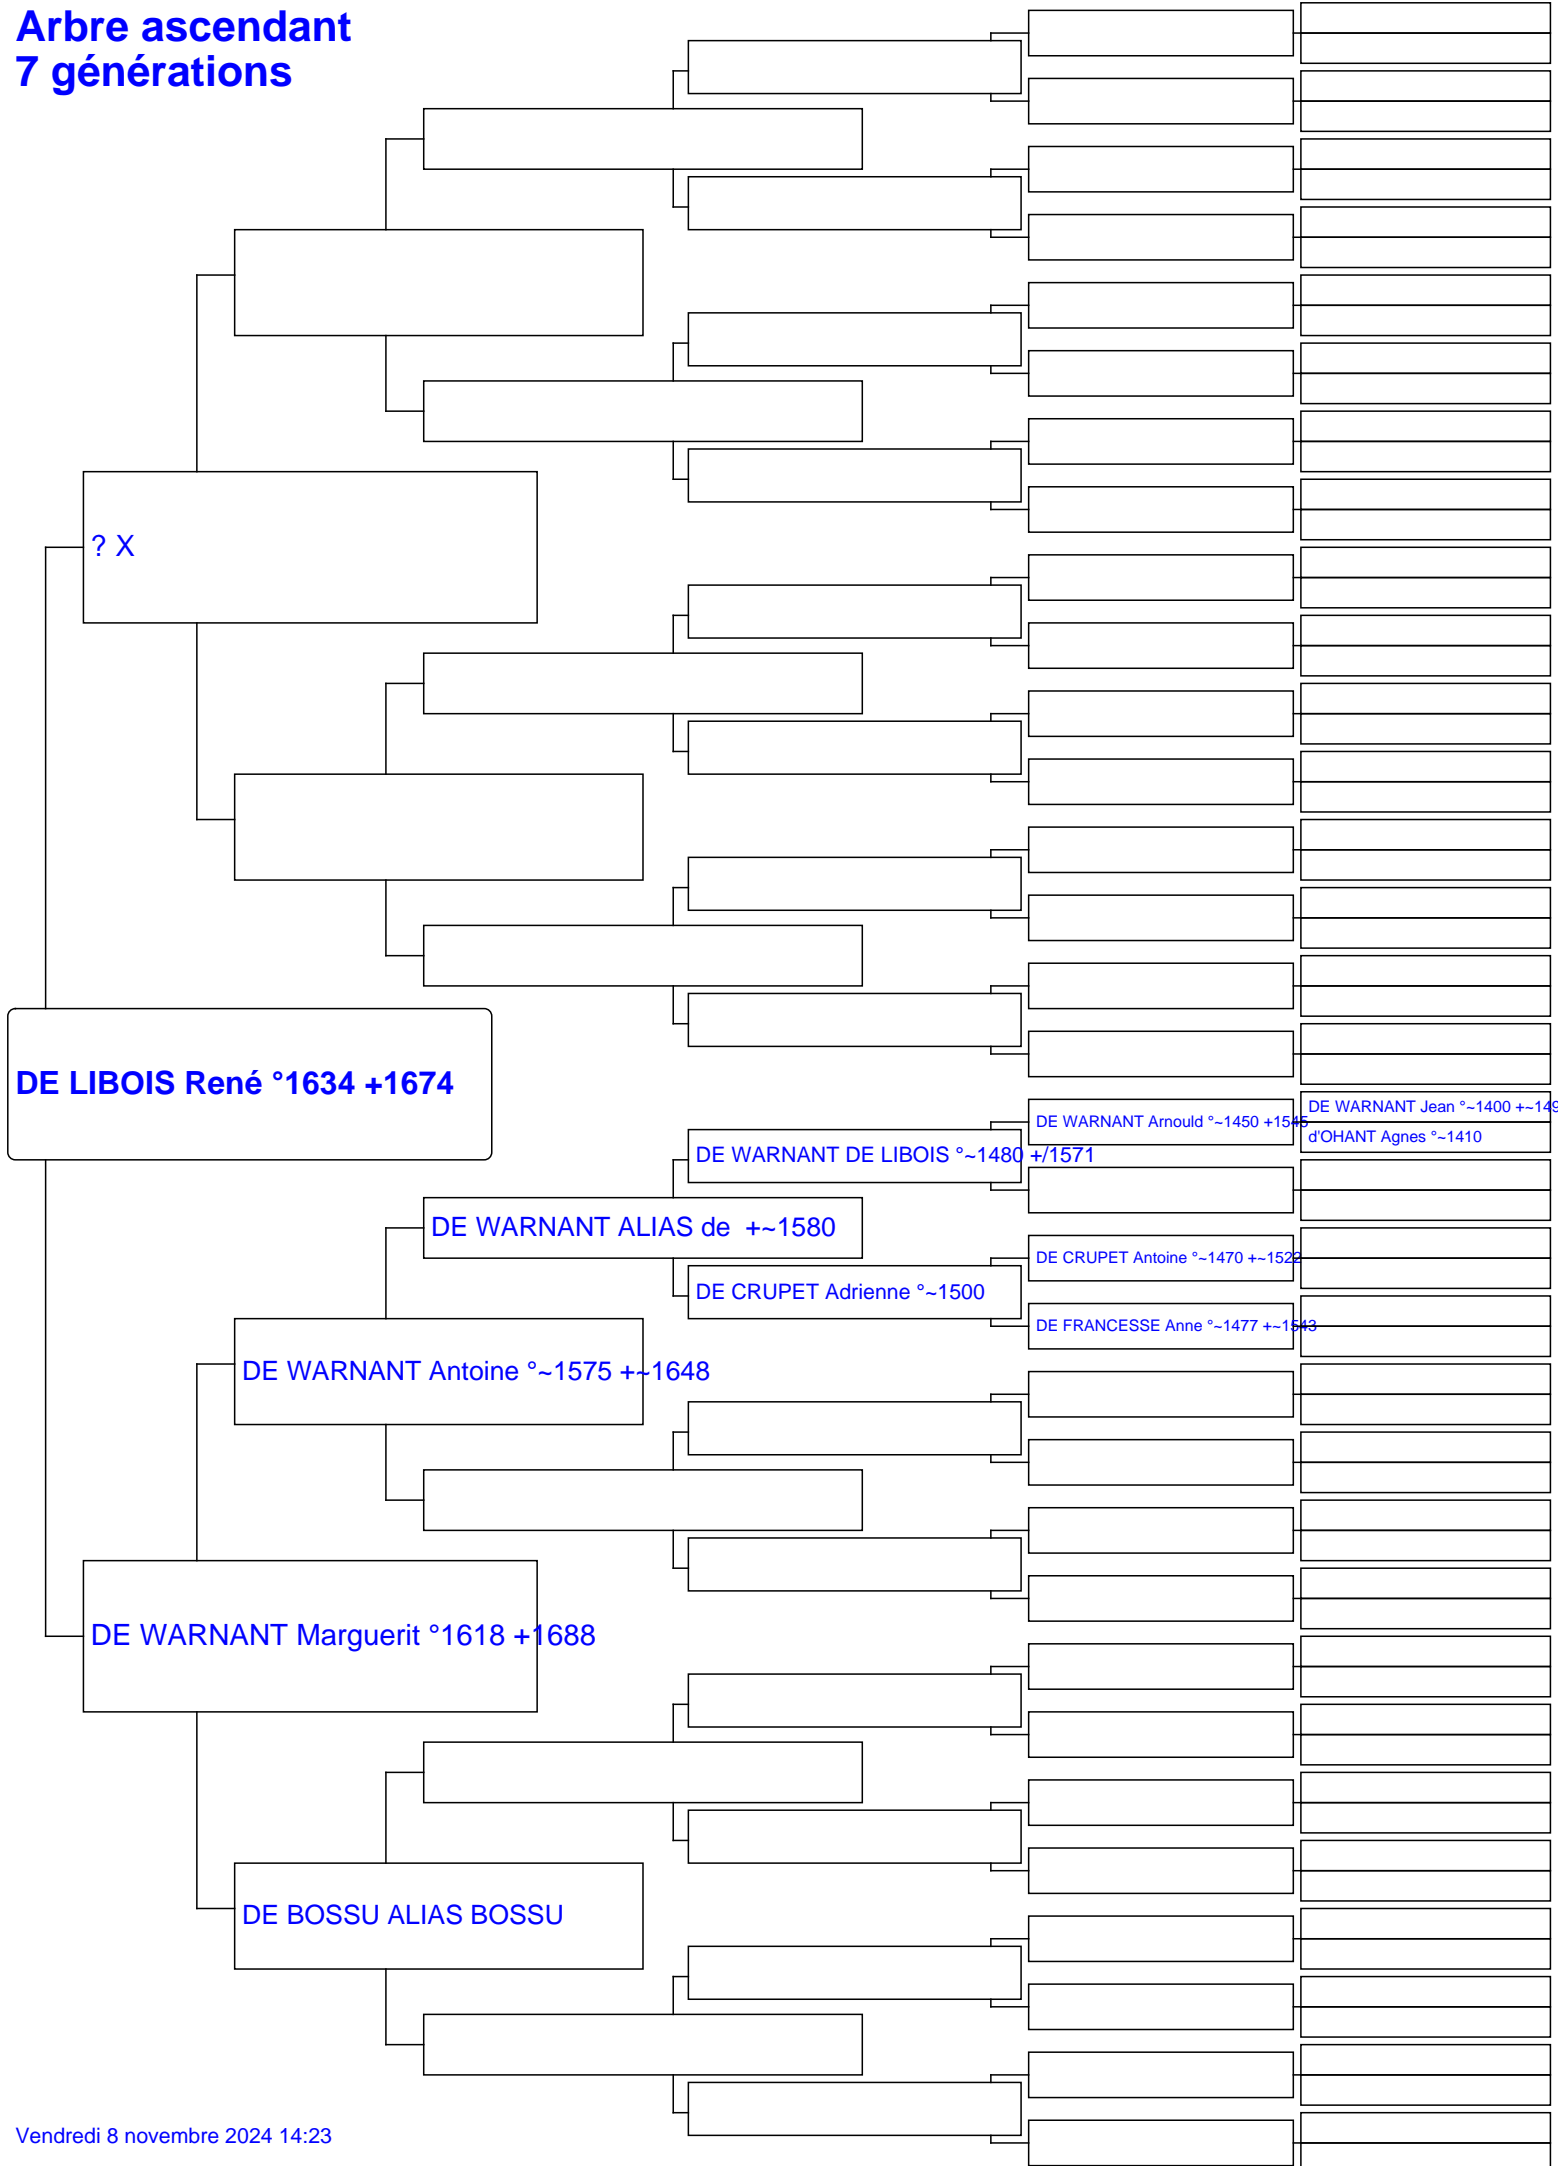 Arbre ascendant
7 générations
? X
DE LIBOIS René °1634 +1674
DE WARNANT Arnould °~1450 +1545
DE WARNANT Jean °~1400 +~149
d'OHANT Agnes °~1410
DE WARNANT DE LIBOIS °~1480 +/1571
DE WARNANT ALIAS de  +~1580
DE CRUPET Antoine °~1470 +~1522
DE CRUPET Adrienne °~1500
DE FRANCESSE Anne °~1477 +~1543
DE WARNANT Antoine °~1575 +~1648
DE WARNANT Marguerit °1618 +1688
DE BOSSU ALIAS BOSSU
Vendredi 8 novembre 2024 14:23